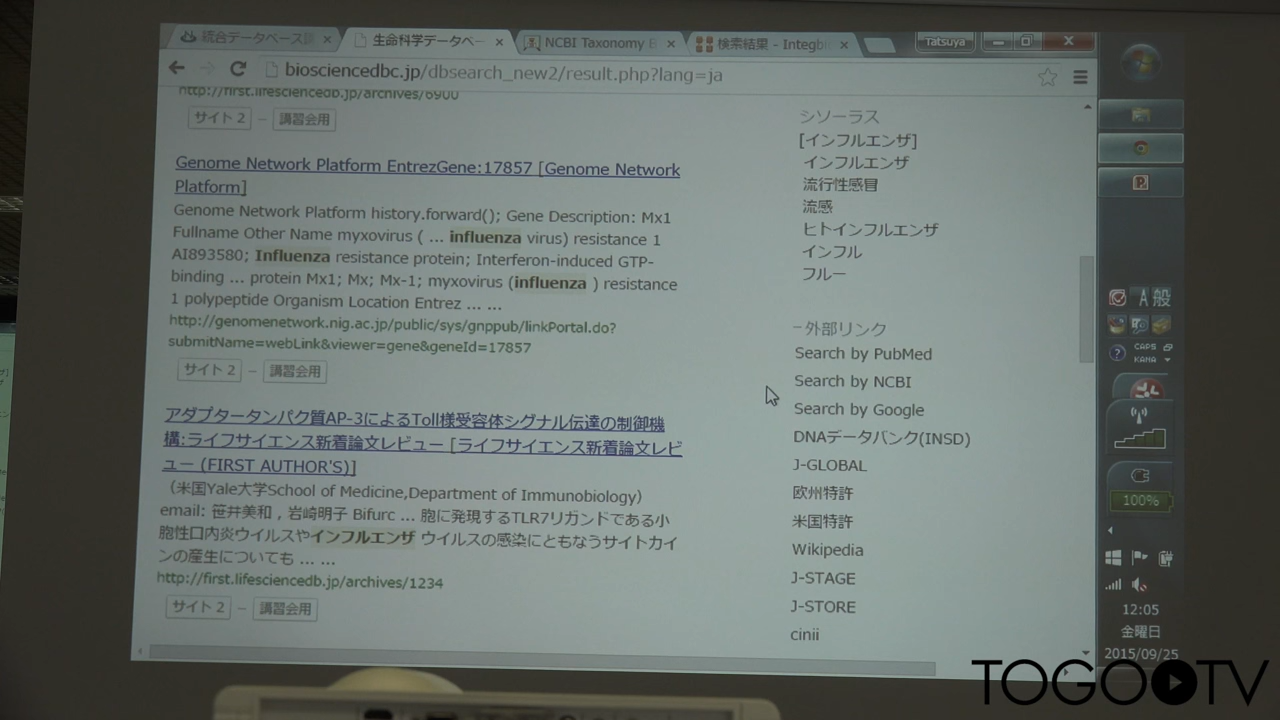 統合データベース講
生命科学データベー
NCBI Taxonomy B
検索結果 - Integbi
Tatsuya
biosciencedbc.jp/dbsearch_new2/result.php?lang=ja
http://first.lifesciencedb.jp/archives/6900
サイト 2 - 講習会用
Genome Network Platform EntrezGene:17857 [Genome Network
Platform]
Genome Network Platform history.forward(); Gene Description: Mx1
Fullname Other Name myxovirus ( ... influenza virus) resistance 1
AI893580; Influenza resistance protein; Interferon-induced GTP-
binding ... protein Mx1; Mx; Mx-1; myxovirus (influenza ) resistance
1 polypeptide Organism Location Entrez ... ...
http://genomenetwork.nig.ac.jp/public/sys/gnppub/linkPortal.do?
submitName=webLink&viewer=gene&geneId=17857
サイト 2 - 講習会用
アダプタータンパク質AP-3によるToll様受容体シグナル伝達の制御機
構:ライフサイエンス新着論文レビュー [ライフサイエンス新着論文レビ
ュー (FIRST AUTHOR'S)]
（米国Yale大学School of Medicine,Department of Immunobiology）
email: 笹井美和，岩崎明子 Bifurc ... 胞に発現するTLR7リガンドである小
胞性口内炎ウイルスやインフルエンザ ウイルスの感染にともなうサイトカイ
ンの産生についても ... ...
http://first.lifesciencedb.jp/archives/1234
サイト 2 - 講習会用
シソーラス
[インフルエンザ]
インフルエンザ
流行性感冒
流感
ヒトインフルエンザ
インフル
フルー
－外部リンク
Search by PubMed
Search by NCBI
Search by Google
DNAデータバンク(INSD)
J-GLOBAL
欧州特許
米国特許
Wikipedia
J-STAGE
J-STORE
cinii
A 般
CAPS
KANA
100%
12:05
金曜日
2015/09/25
TOGOTV